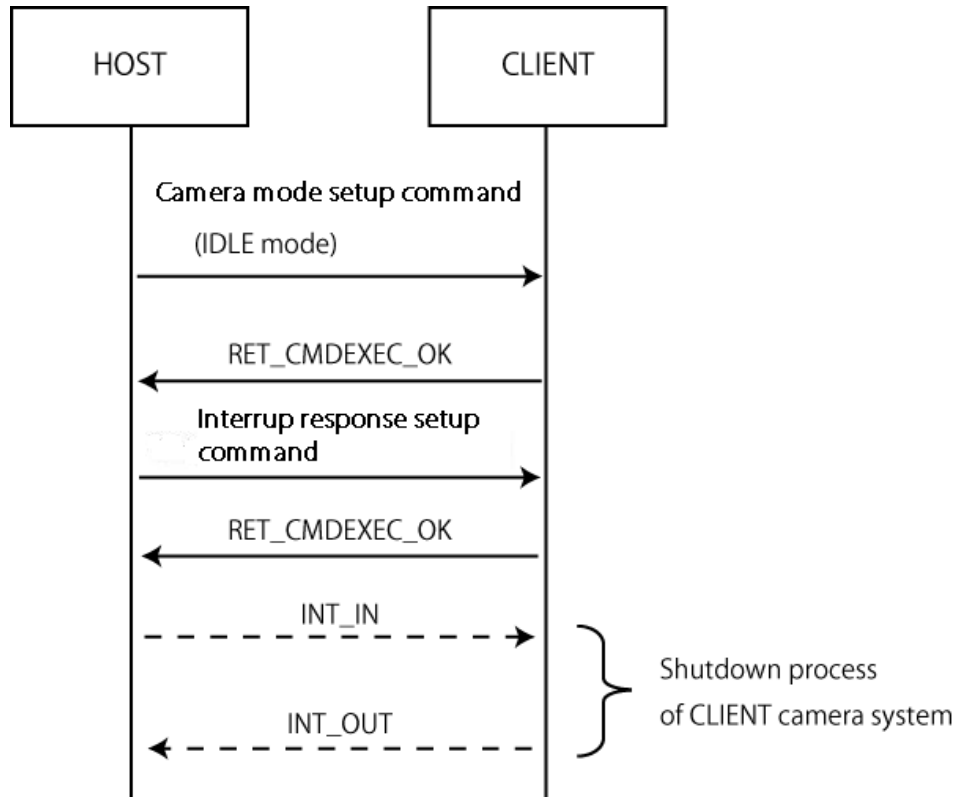 HOST
CLIENT
Camera mode setup command
(IDLE mode)
RET_CMDEXEC_OK
Interrup response setup
command
RET_CMDEXEC_OK
INT_IN
INT_OUT
Shutdown process
of CLIENT camera system